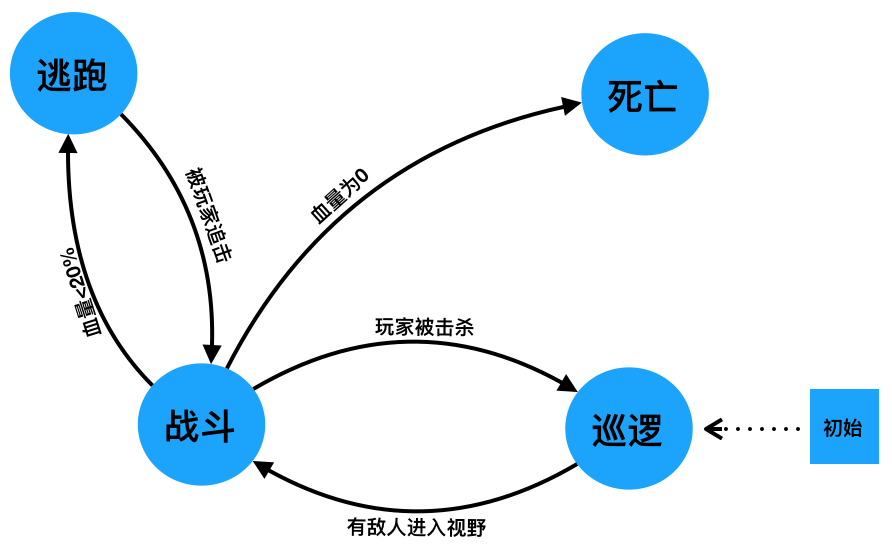 逃跑
死亡
被玩家追击
血量为0
血量<20%
玩家被击杀
战斗
巡逻
初始
有敌人进入视野